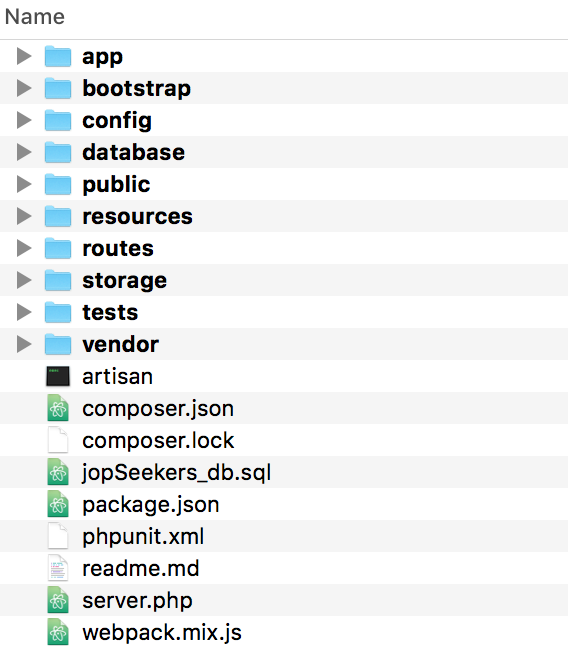 Name
app
bootstrap
config
database
public
resources
routes
storage
tests
vendor
artisan
composer.json
composer.lock
jopSeekers_db.sql
package.json
phpunit.xml
readme.md
server.php
webpack.mix.js